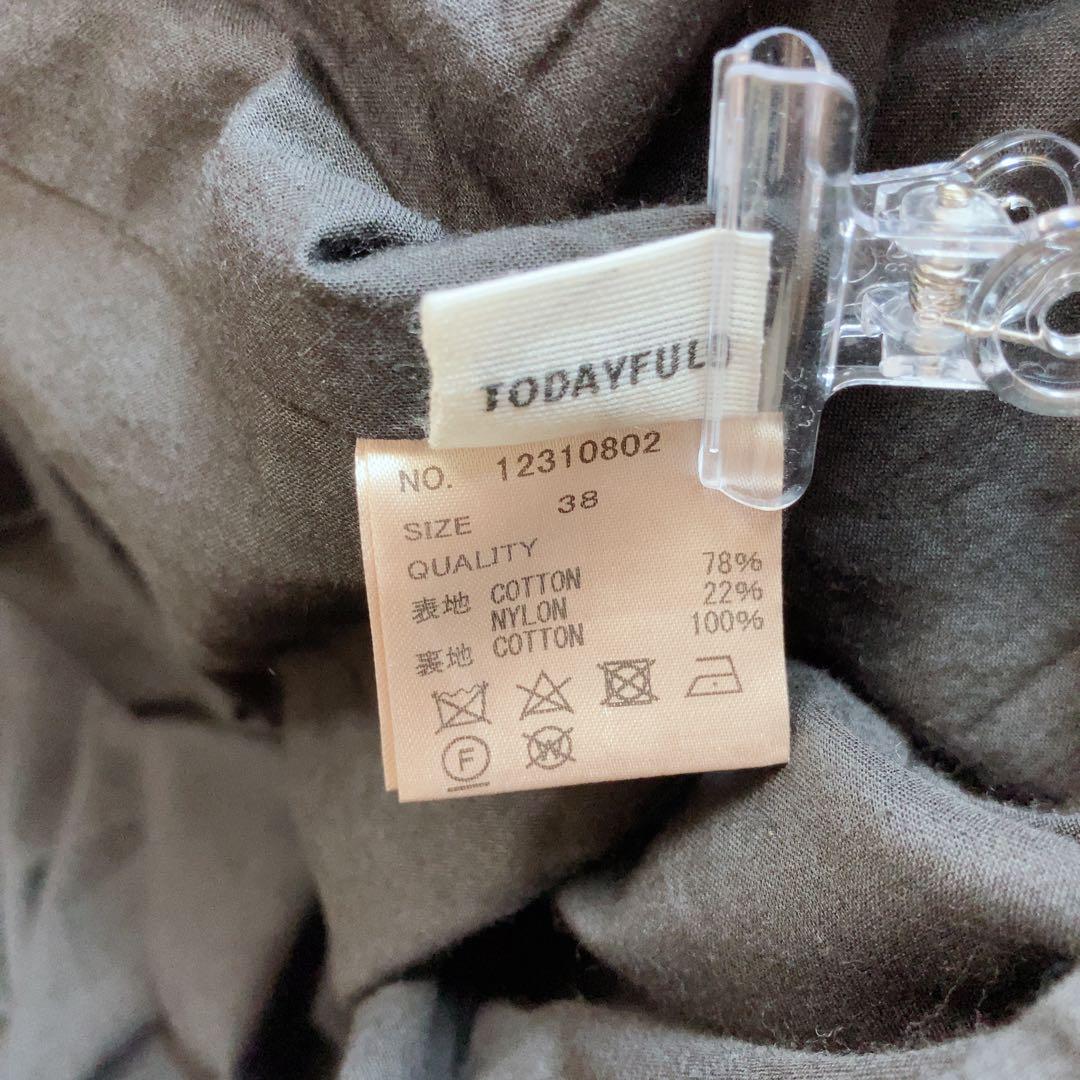 TODAYFUL
NO. 12310802
SIZE 38
QUALITY
表地 COTTON 78%
NYLON 22%
裏地 COTTON 100%
F W